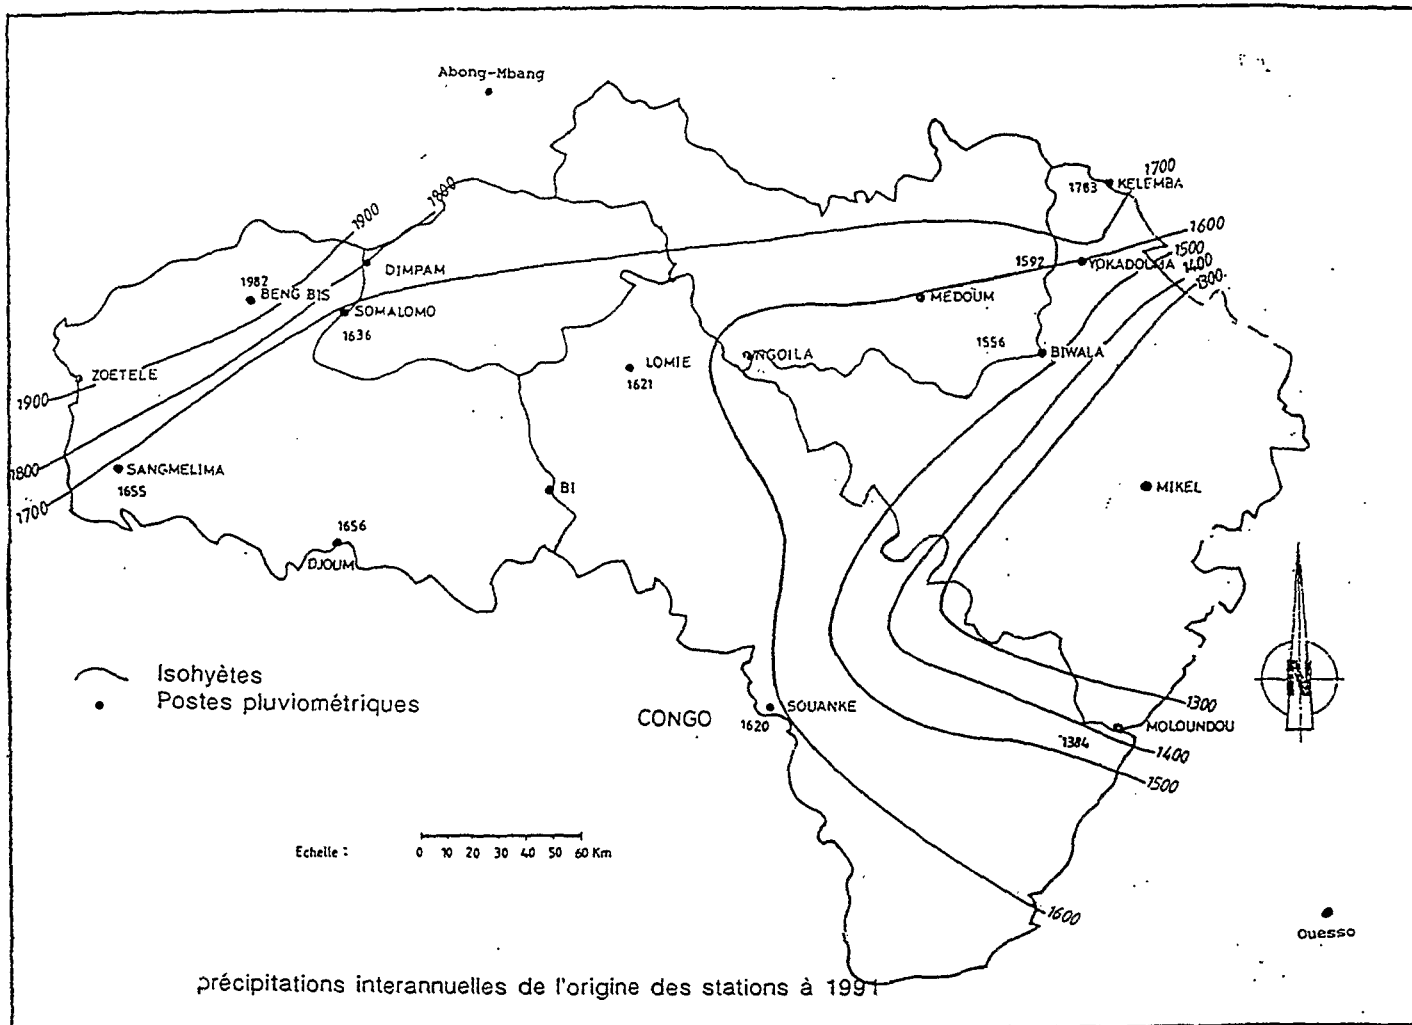 Abong-Mbang
1700
1783
KELEMBA
1800
1900
1600
1500
1400
1300
DIMPAM
1592
YOKADOUMA
1982
BENG BIS
MEDOUM
SOMALOMO
1636
1556
BIWALA
NGOILA
LOMIE
1621
ZOETELE
1900
1800
SANGMELIMA
1655
1700
BI
MIKEL
1656
DJOUM
Isohyètes
Postes pluviométriques
CONGO
SOUANKE
1620
1300
MOLOUNDOU
1384
1400
1500
Echelle :
0 10 20 30 40 50 60 Km
1600
Ouesso
précipitations interannuelles de l'origine des stations à 1991